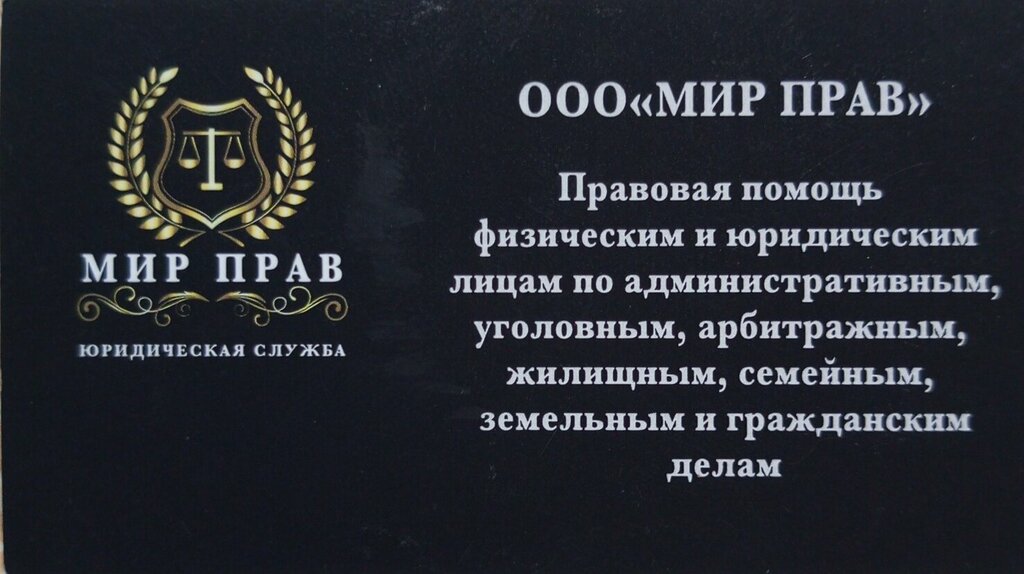 МИР ПРАВ
ЮРИДИЧЕСКАЯ СЛУЖБА
ООО«МИР ПРАВ»
Правовая помощь
физическим и юридическим
лицам по административным,
уголовным, арбитражным,
жилищным, семейным,
земельным и гражданским
делам